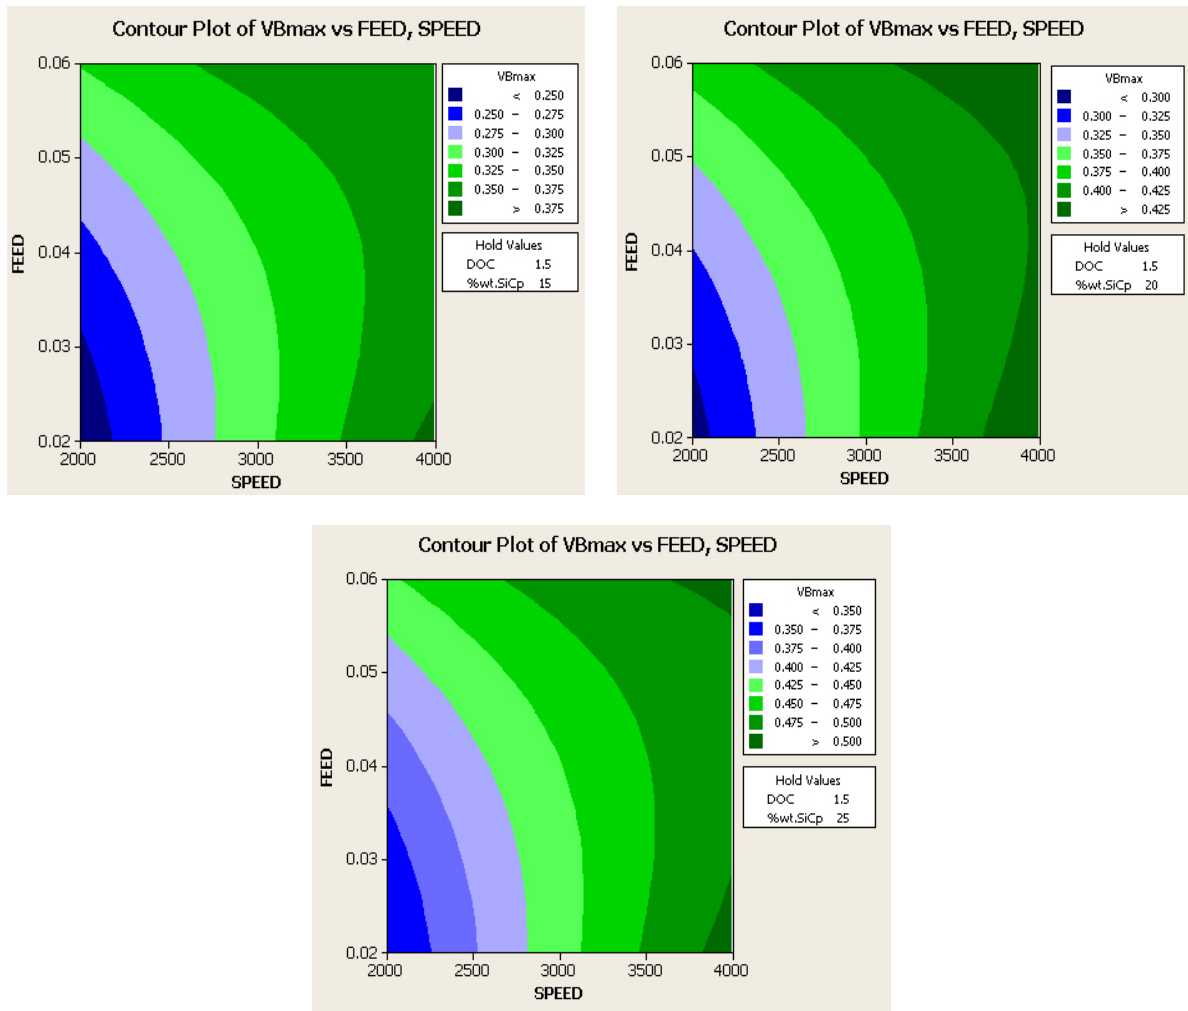 Contour Plot of VBmax vs FEED, SPEED
0.06
0.05
0.04
0.03
0.02
FEED
2000 2500 3000 3500 4000
SPEED
VBmax
< 0.250
0.250 – 0.275
0.275 – 0.300
0.300 – 0.325
0.325 – 0.350
0.350 – 0.375
> 0.375
Hold Values
DOC 1.5
%wt.SiCp 15
Contour Plot of VBmax vs FEED, SPEED
0.06
0.05
0.04
0.03
0.02
FEED
2000 2500 3000 3500 4000
SPEED
VBmax
< 0.300
0.300 – 0.325
0.325 – 0.350
0.350 – 0.375
0.375 – 0.400
0.400 – 0.425
> 0.425
Hold Values
DOC 1.5
%wt.SiCp 20
Contour Plot of VBmax vs FEED, SPEED
0.06
0.05
0.04
0.03
0.02
FEED
2000 2500 3000 3500 4000
SPEED
VBmax
< 0.350
0.350 – 0.375
0.375 – 0.400
0.400 – 0.425
0.425 – 0.450
0.450 – 0.475
0.475 – 0.500
> 0.500
Hold Values
DOC 1.5
%wt.SiCp 25